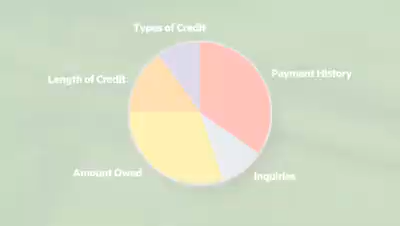 Types of Credit
Length of Credit
Payment History
Amount Owed
Inquiries